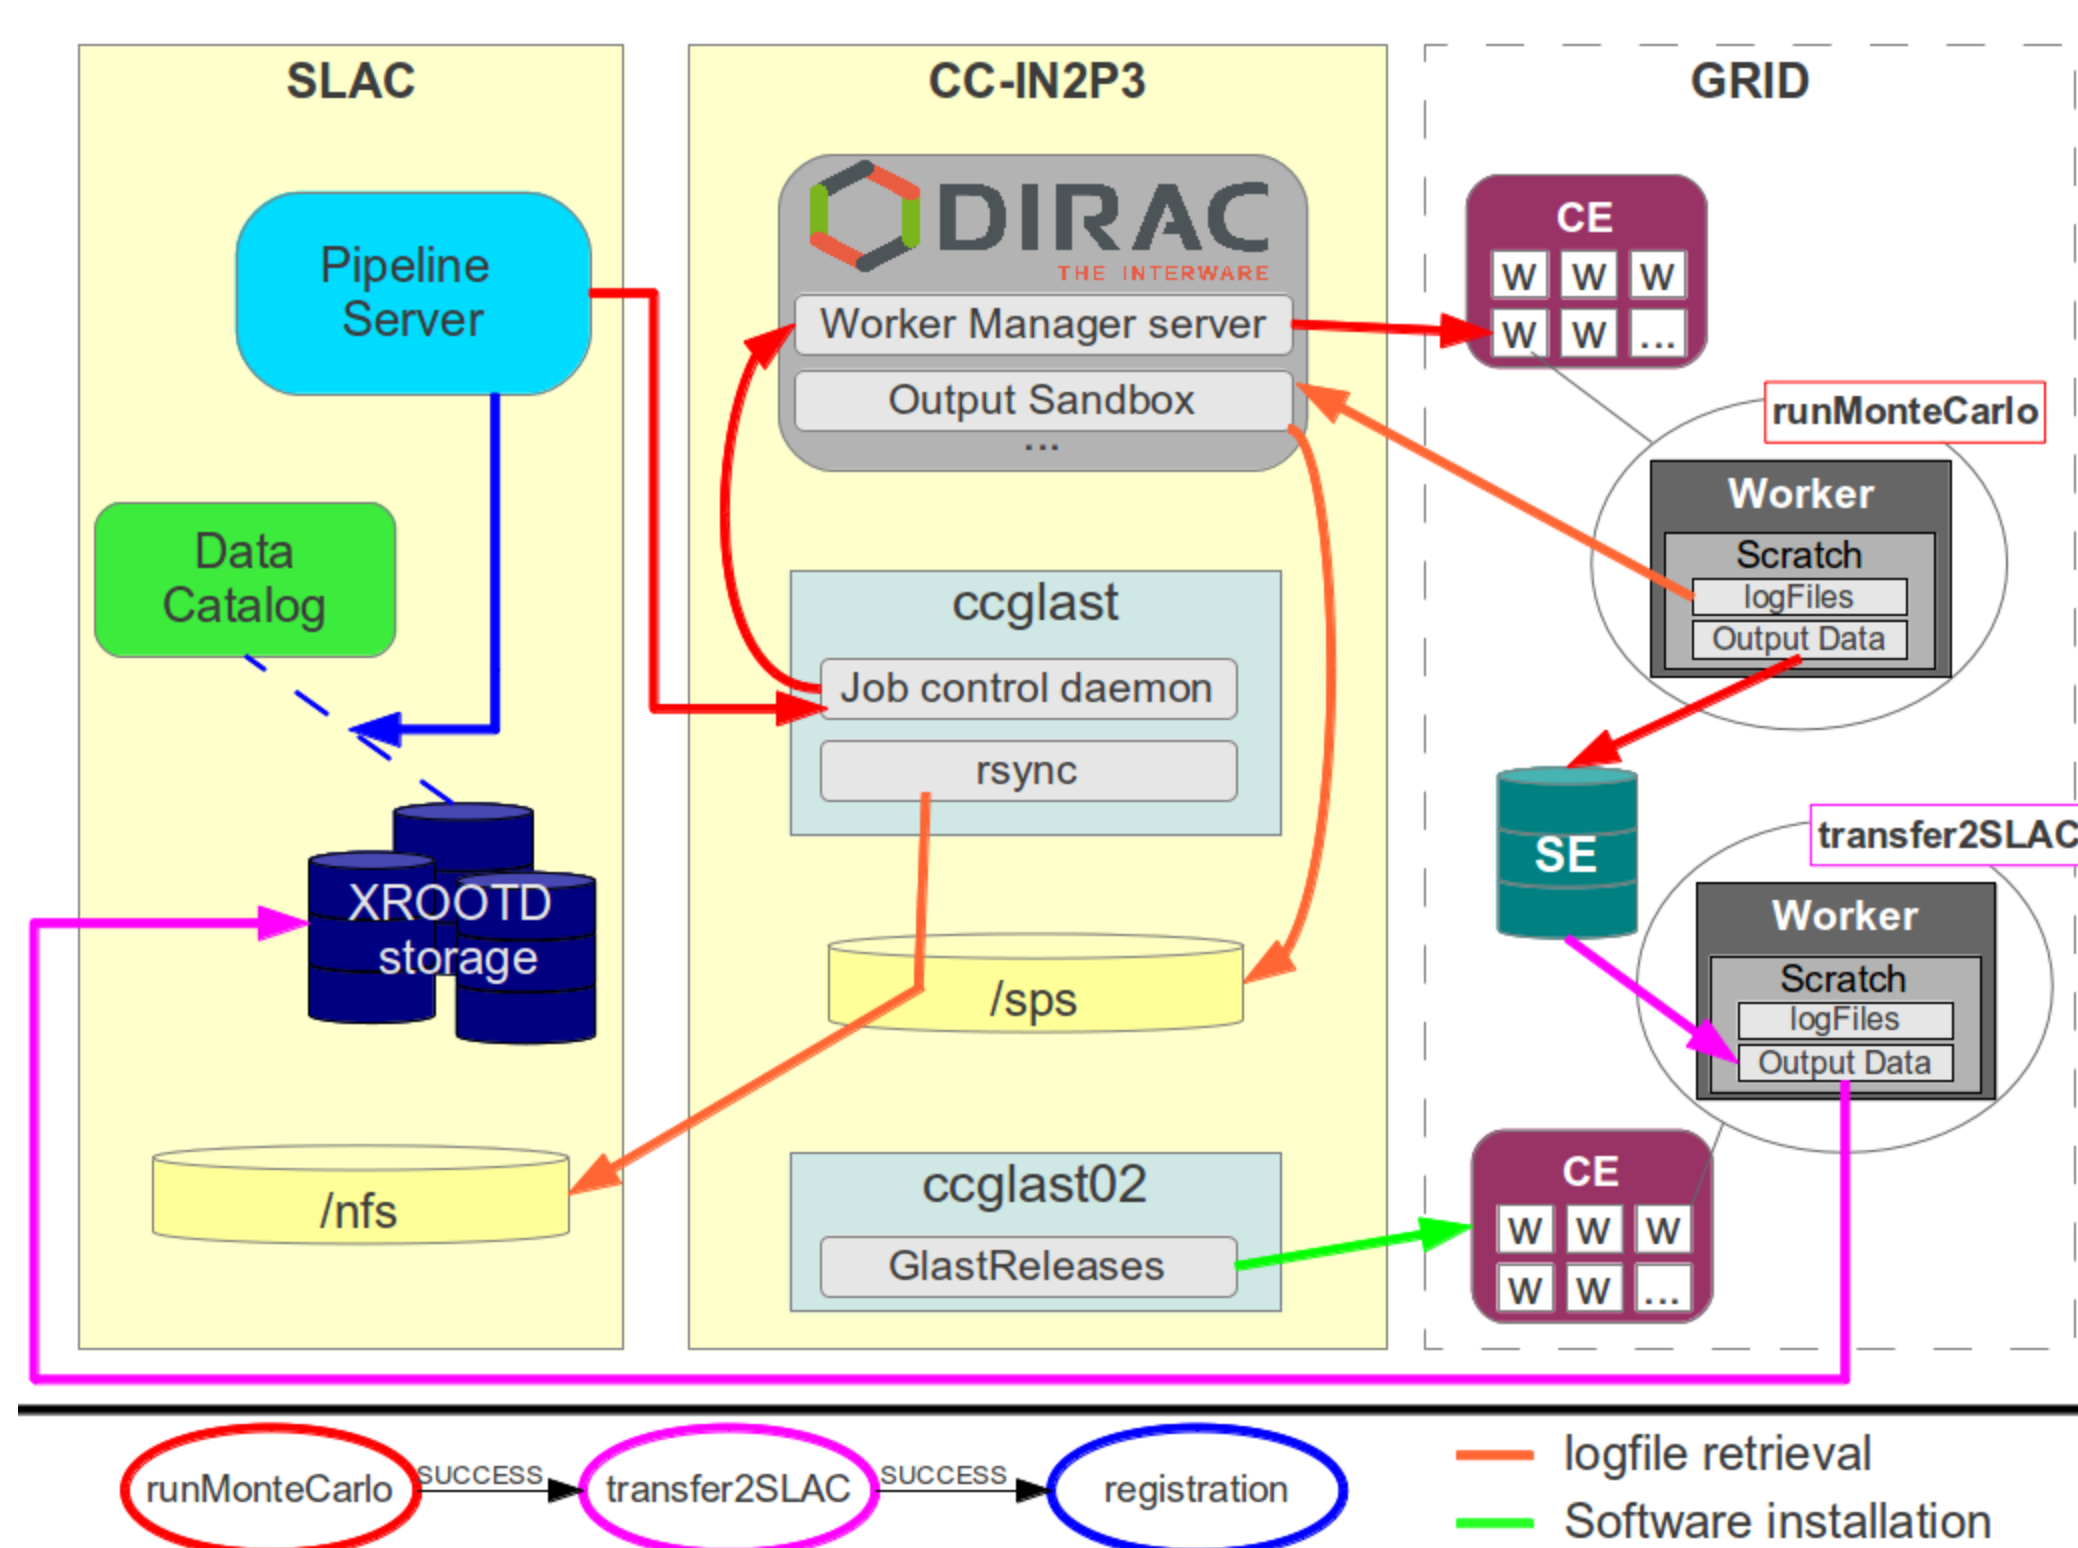 SLAC
Pipeline
Server
Data
Catalog
XROOTD
storage
/nfs
CC-IN2P3
DIRAC
THE INTERWARE
Worker Manager server
Output Sandbox
...
ccglast
Job control daemon
rsync
/sps
ccglast02
GlastReleases
GRID
CE
W W W
W W ...
runMonteCarlo
Worker
Scratch
logFiles
Output Data
SE
transfer2SLAC
Worker
Scratch
logFiles
Output Data
CE
W W W
W W ...
runMonteCarlo SUCCESS transfer2SLAC SUCCESS registration
logfile retrieval
Software installation